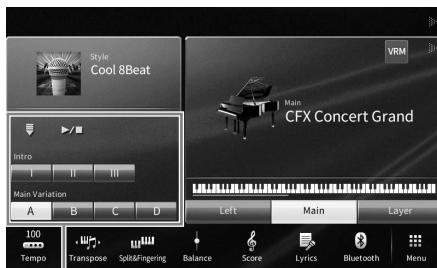 Style
Cool 8Beat
VRM
Main
CFX Concert Grand
Intro
I II III
Main Variation
A B C D
Left Main Layer
100
Tempo Transpose Split&Fingering Balance Score Lyrics Bluetooth Menu